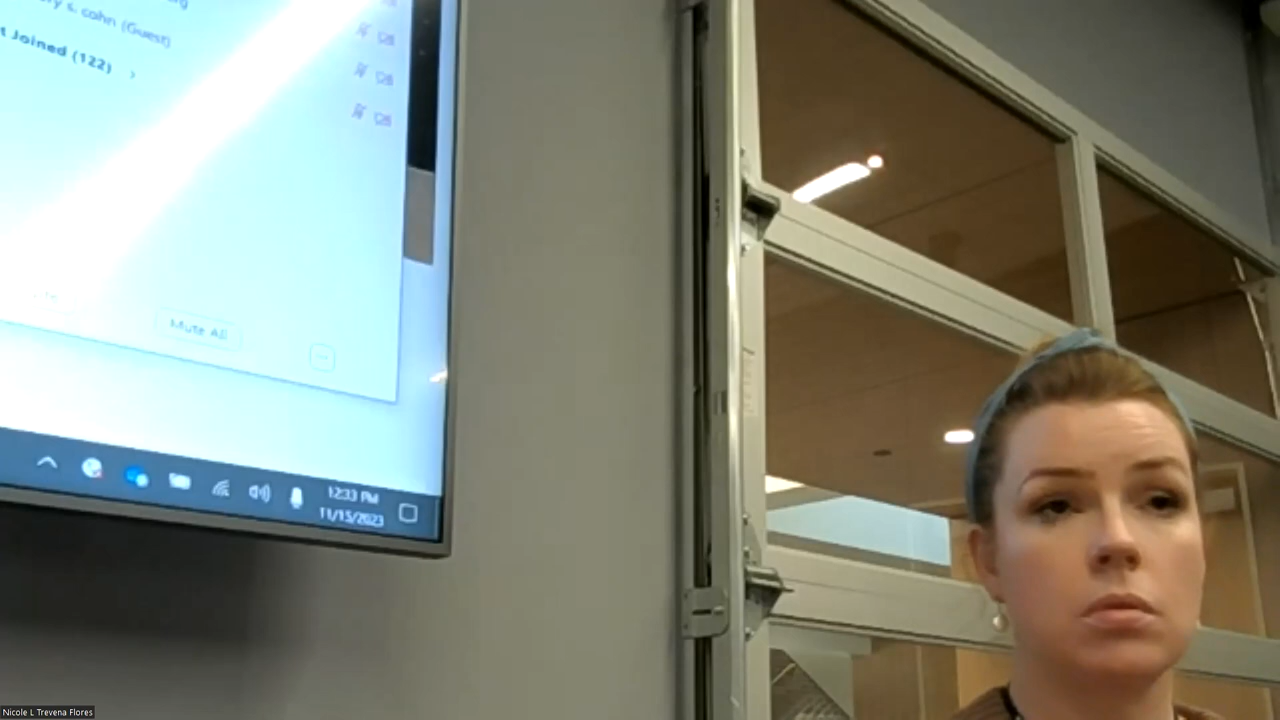 s. cohn (Guest)
t Joined (122)
Mute All
12:33 PM
11/15/2023
Nicole L Trevena Flores